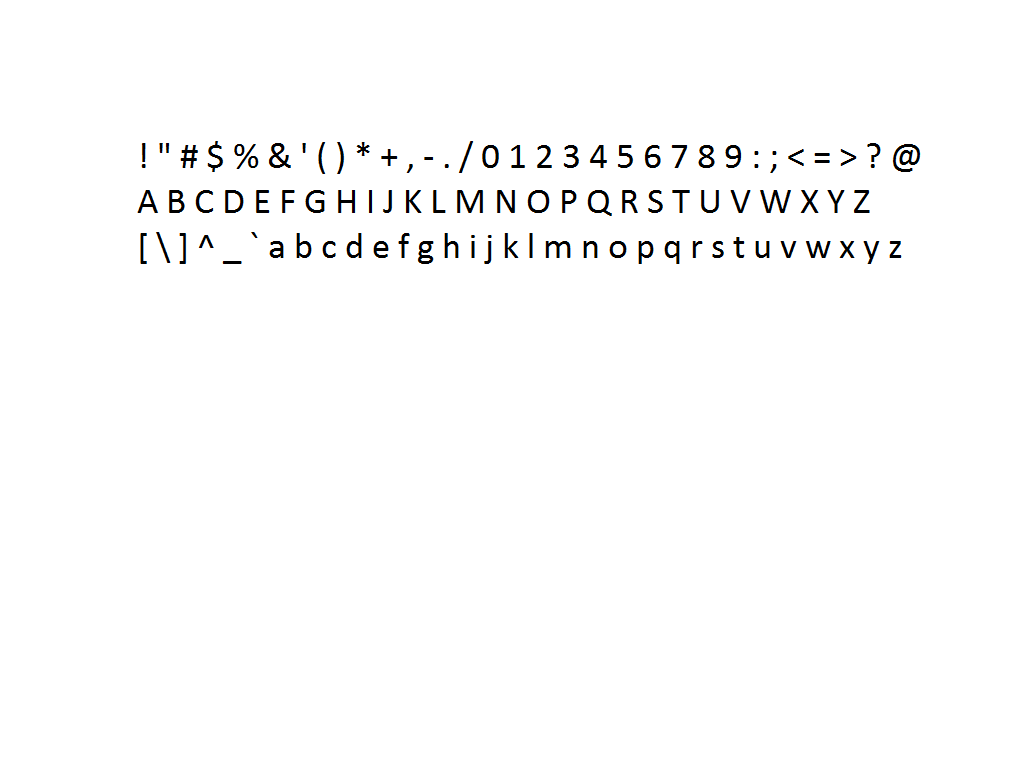 ! " # $ % & ' ( ) * + , - . / 0 1 2 3 4 5 6 7 8 9 : ; < = > ? @
A B C D E F G H I J K L M N O P Q R S T U V W X Y Z
[ \ ] ^ _ ` a b c d e f g h i j k l m n o p q r s t u v w x y z